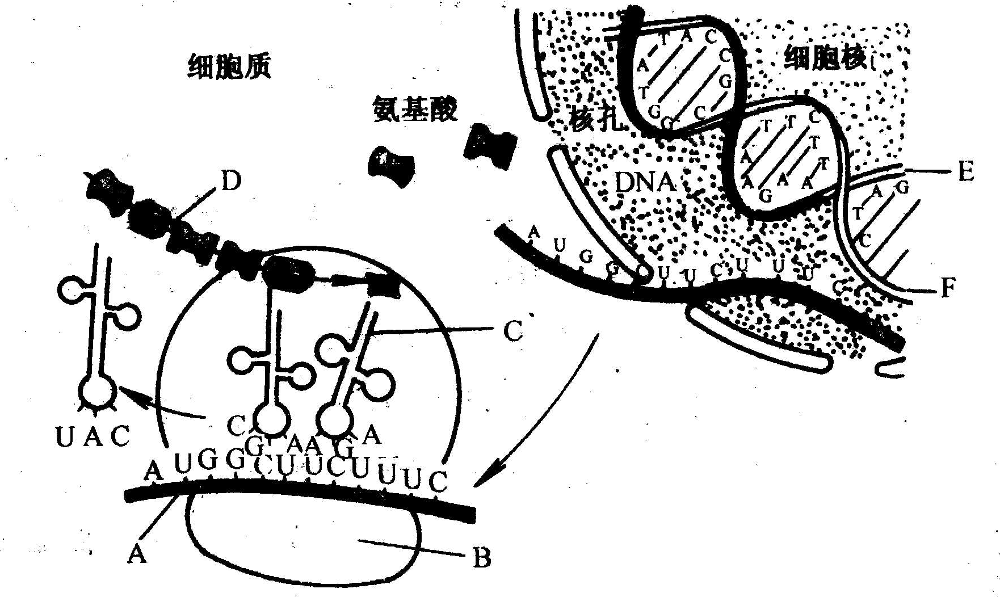 细胞质
氨基酸
细胞核
核孔
DNA
T A C
C
G
C
A
T
G
G
T T C
T
T
A
A
G
A
A
E
A G
T
C
F
A U G G C U U C U U U C
D
C
U A C
C
G A
A G A
A U G G C U U C U U U C
A
B